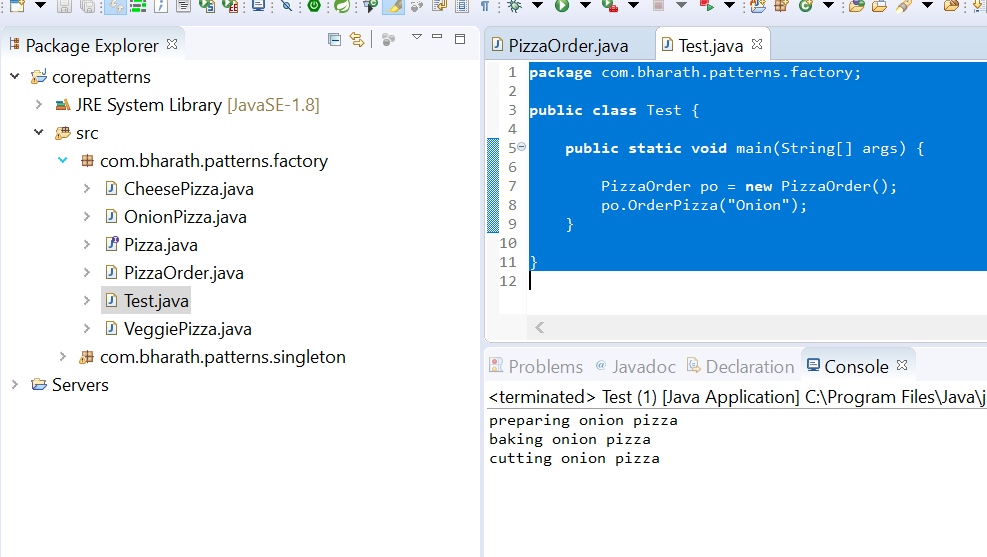 Package Explorer
corepatterns
JRE System Library [JavaSE-1.8]
src
com.bharath.patterns.factory
CheesePizza.java
OnionPizza.java
Pizza.java
PizzaOrder.java
Test.java
VeggiePizza.java
com.bharath.patterns.singleton
Servers
PizzaOrder.java Test.java
1 package com.bharath.patterns.factory;
2
3 public class Test {
4
5 public static void main(String[] args) {
6
7 PizzaOrder po = new PizzaOrder();
8 po.OrderPizza("Onion");
9 }
10
11 }
12
Problems @ Javadoc Declaration Console
<terminated> Test (1) [Java Application] C:\Program Files\Java\j
preparing onion pizza
baking onion pizza
cutting onion pizza